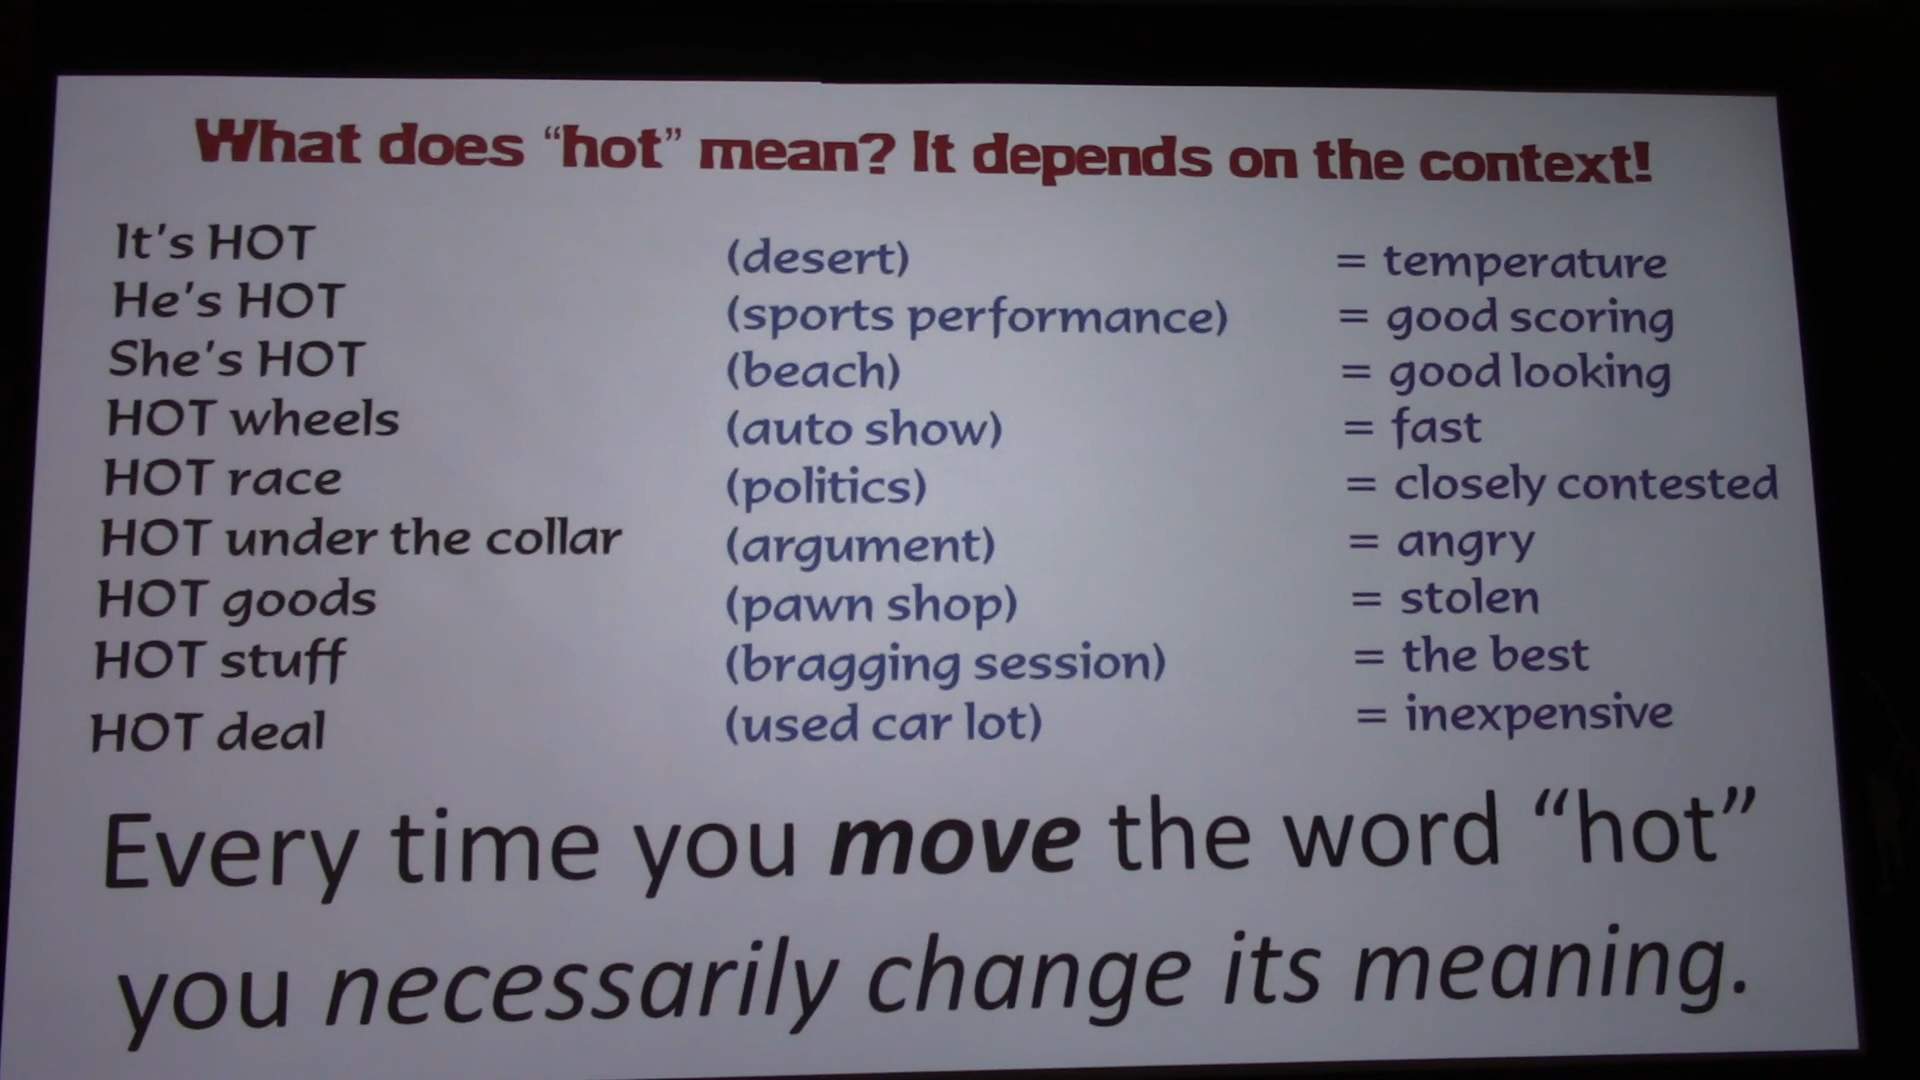 What does “hot” mean? It depends on the context!
It's HOT (desert) = temperature
He's HOT (sports performance) = good scoring
She's HOT (beach) = good looking
HOT wheels (auto show) = fast
HOT race (politics) = closely contested
HOT under the collar (argument) = angry
HOT goods (pawn shop) = stolen
HOT stuff (bragging session) = the best
HOT deal (used car lot) = inexpensive
Every time you move the word “hot”
you necessarily change its meaning.